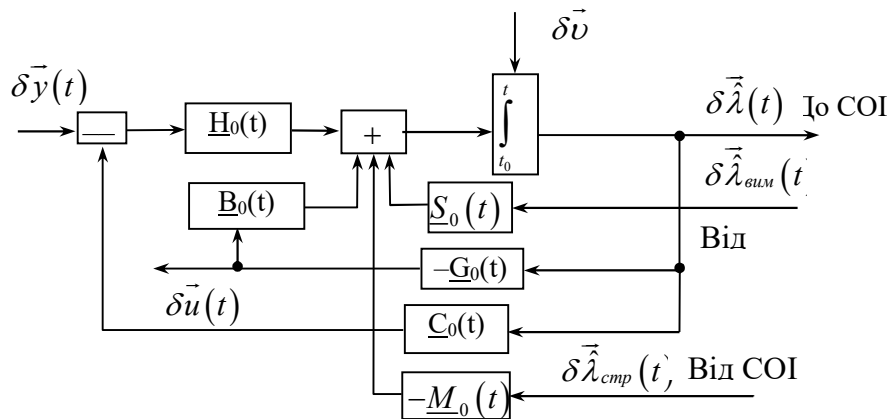 δυ⃗
δy⃗(t)
—
H₀(t)
+
∫ t t₀
δλ̂⃗(t) До СОІ
δλ̂⃗вим(t)
B₀(t)
S₀(t)
Від
–G₀(t)
δu⃗(t)
C₀(t)
δλ̂⃗стр(t), Від СОІ
–M₀(t)